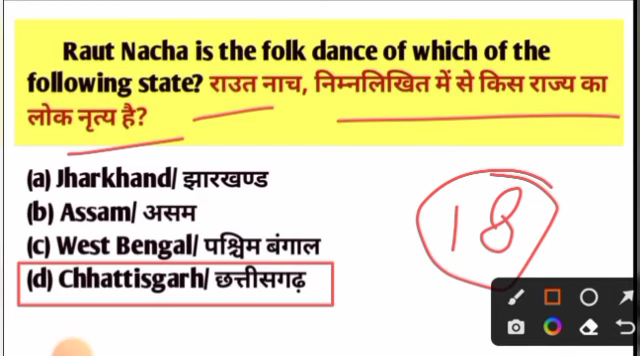 Raut Nacha is the folk dance of which of the
following state? राउत नाच, निम्नलिखित में से किस राज्य का
लोक नृत्य है?
(a) Jharkhand/ झारखण्ड
(b) Assam/ असम
(c) West Bengal/ पश्चिम बंगाल
(d) Chhattisgarh/ छत्तीसगढ़
18